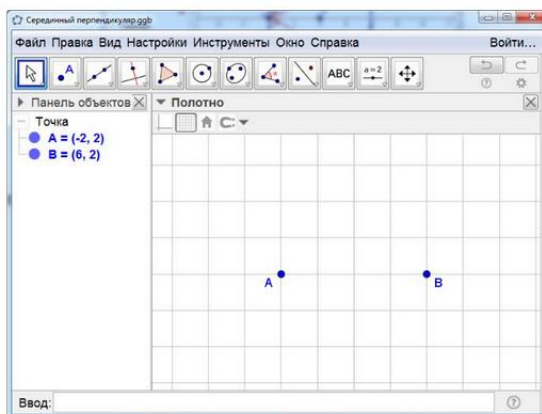 Серединный перпендикуляр.ggb
Файл Правка Вид Настройки Инструменты Окно Справка Войти...
A ABC a=2
Панель объектов Полотно
Точка
A = (-2, 2)
B = (6, 2)
A B
Ввод: